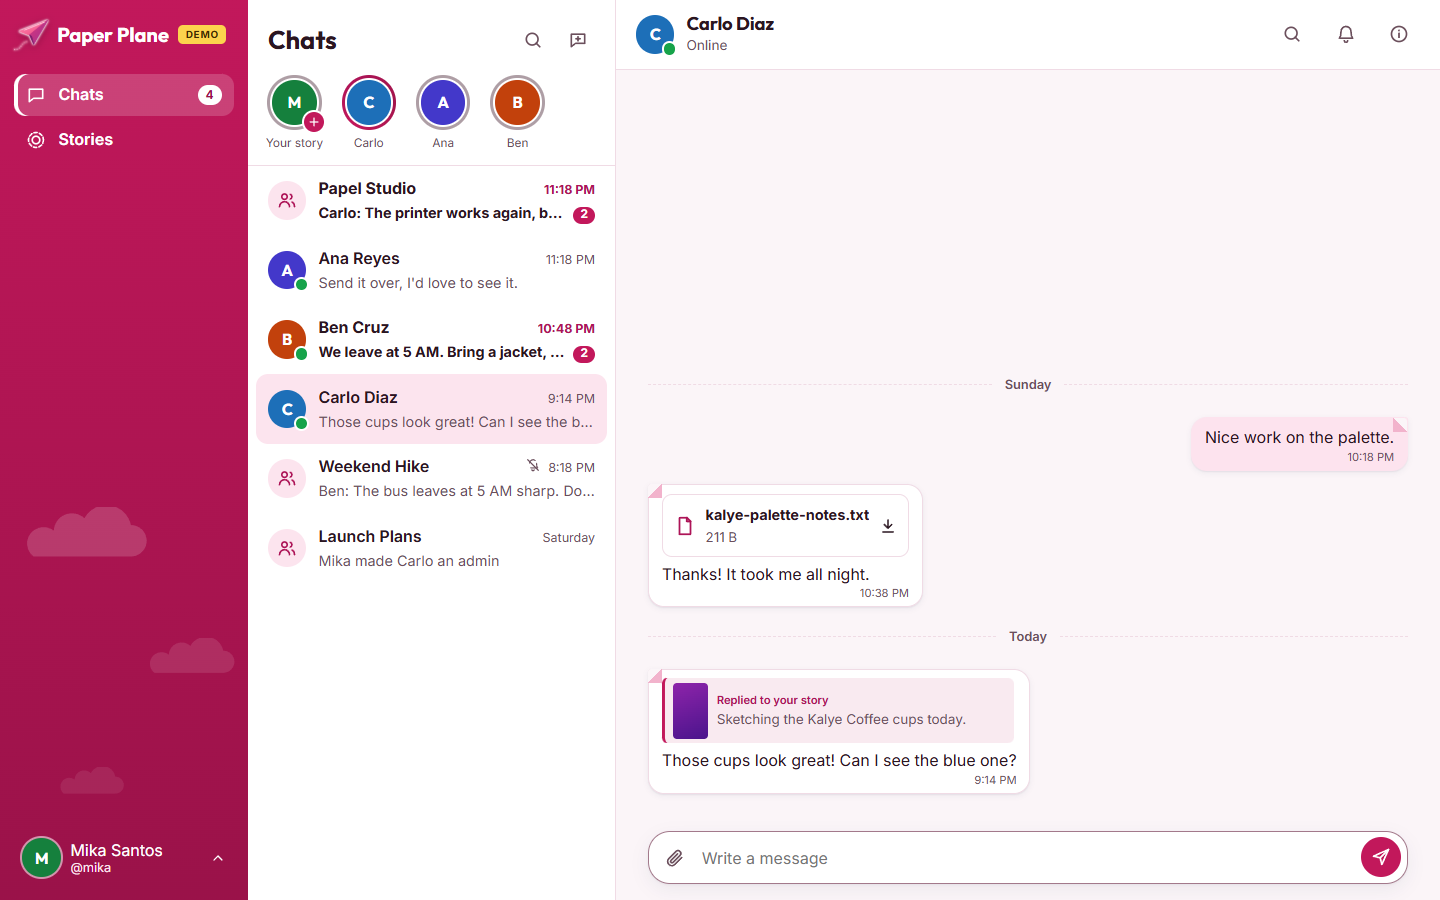 Paper Plane DEMO
Chats 4
Stories
M
Mika Santos
@mika
Chats
M C A B
Your story Carlo Ana Ben
Papel Studio 11:18 PM
Carlo: The printer works again, b... 2
A
Ana Reyes 11:18 PM
Send it over, I'd love to see it.
B
Ben Cruz 10:48 PM
We leave at 5 AM. Bring a jacket, ... 2
C
Carlo Diaz 9:14 PM
Those cups look great! Can I see the b...
Weekend Hike 8:18 PM
Ben: The bus leaves at 5 AM sharp. Do...
Launch Plans Saturday
Mika made Carlo an admin
C
Carlo Diaz
Online
Sunday
Nice work on the palette.
10:18 PM
kalye-palette-notes.txt
211 B
Thanks! It took me all night.
10:38 PM
Today
Replied to your story
Sketching the Kalye Coffee cups today.
Those cups look great! Can I see the blue one?
9:14 PM
Write a message